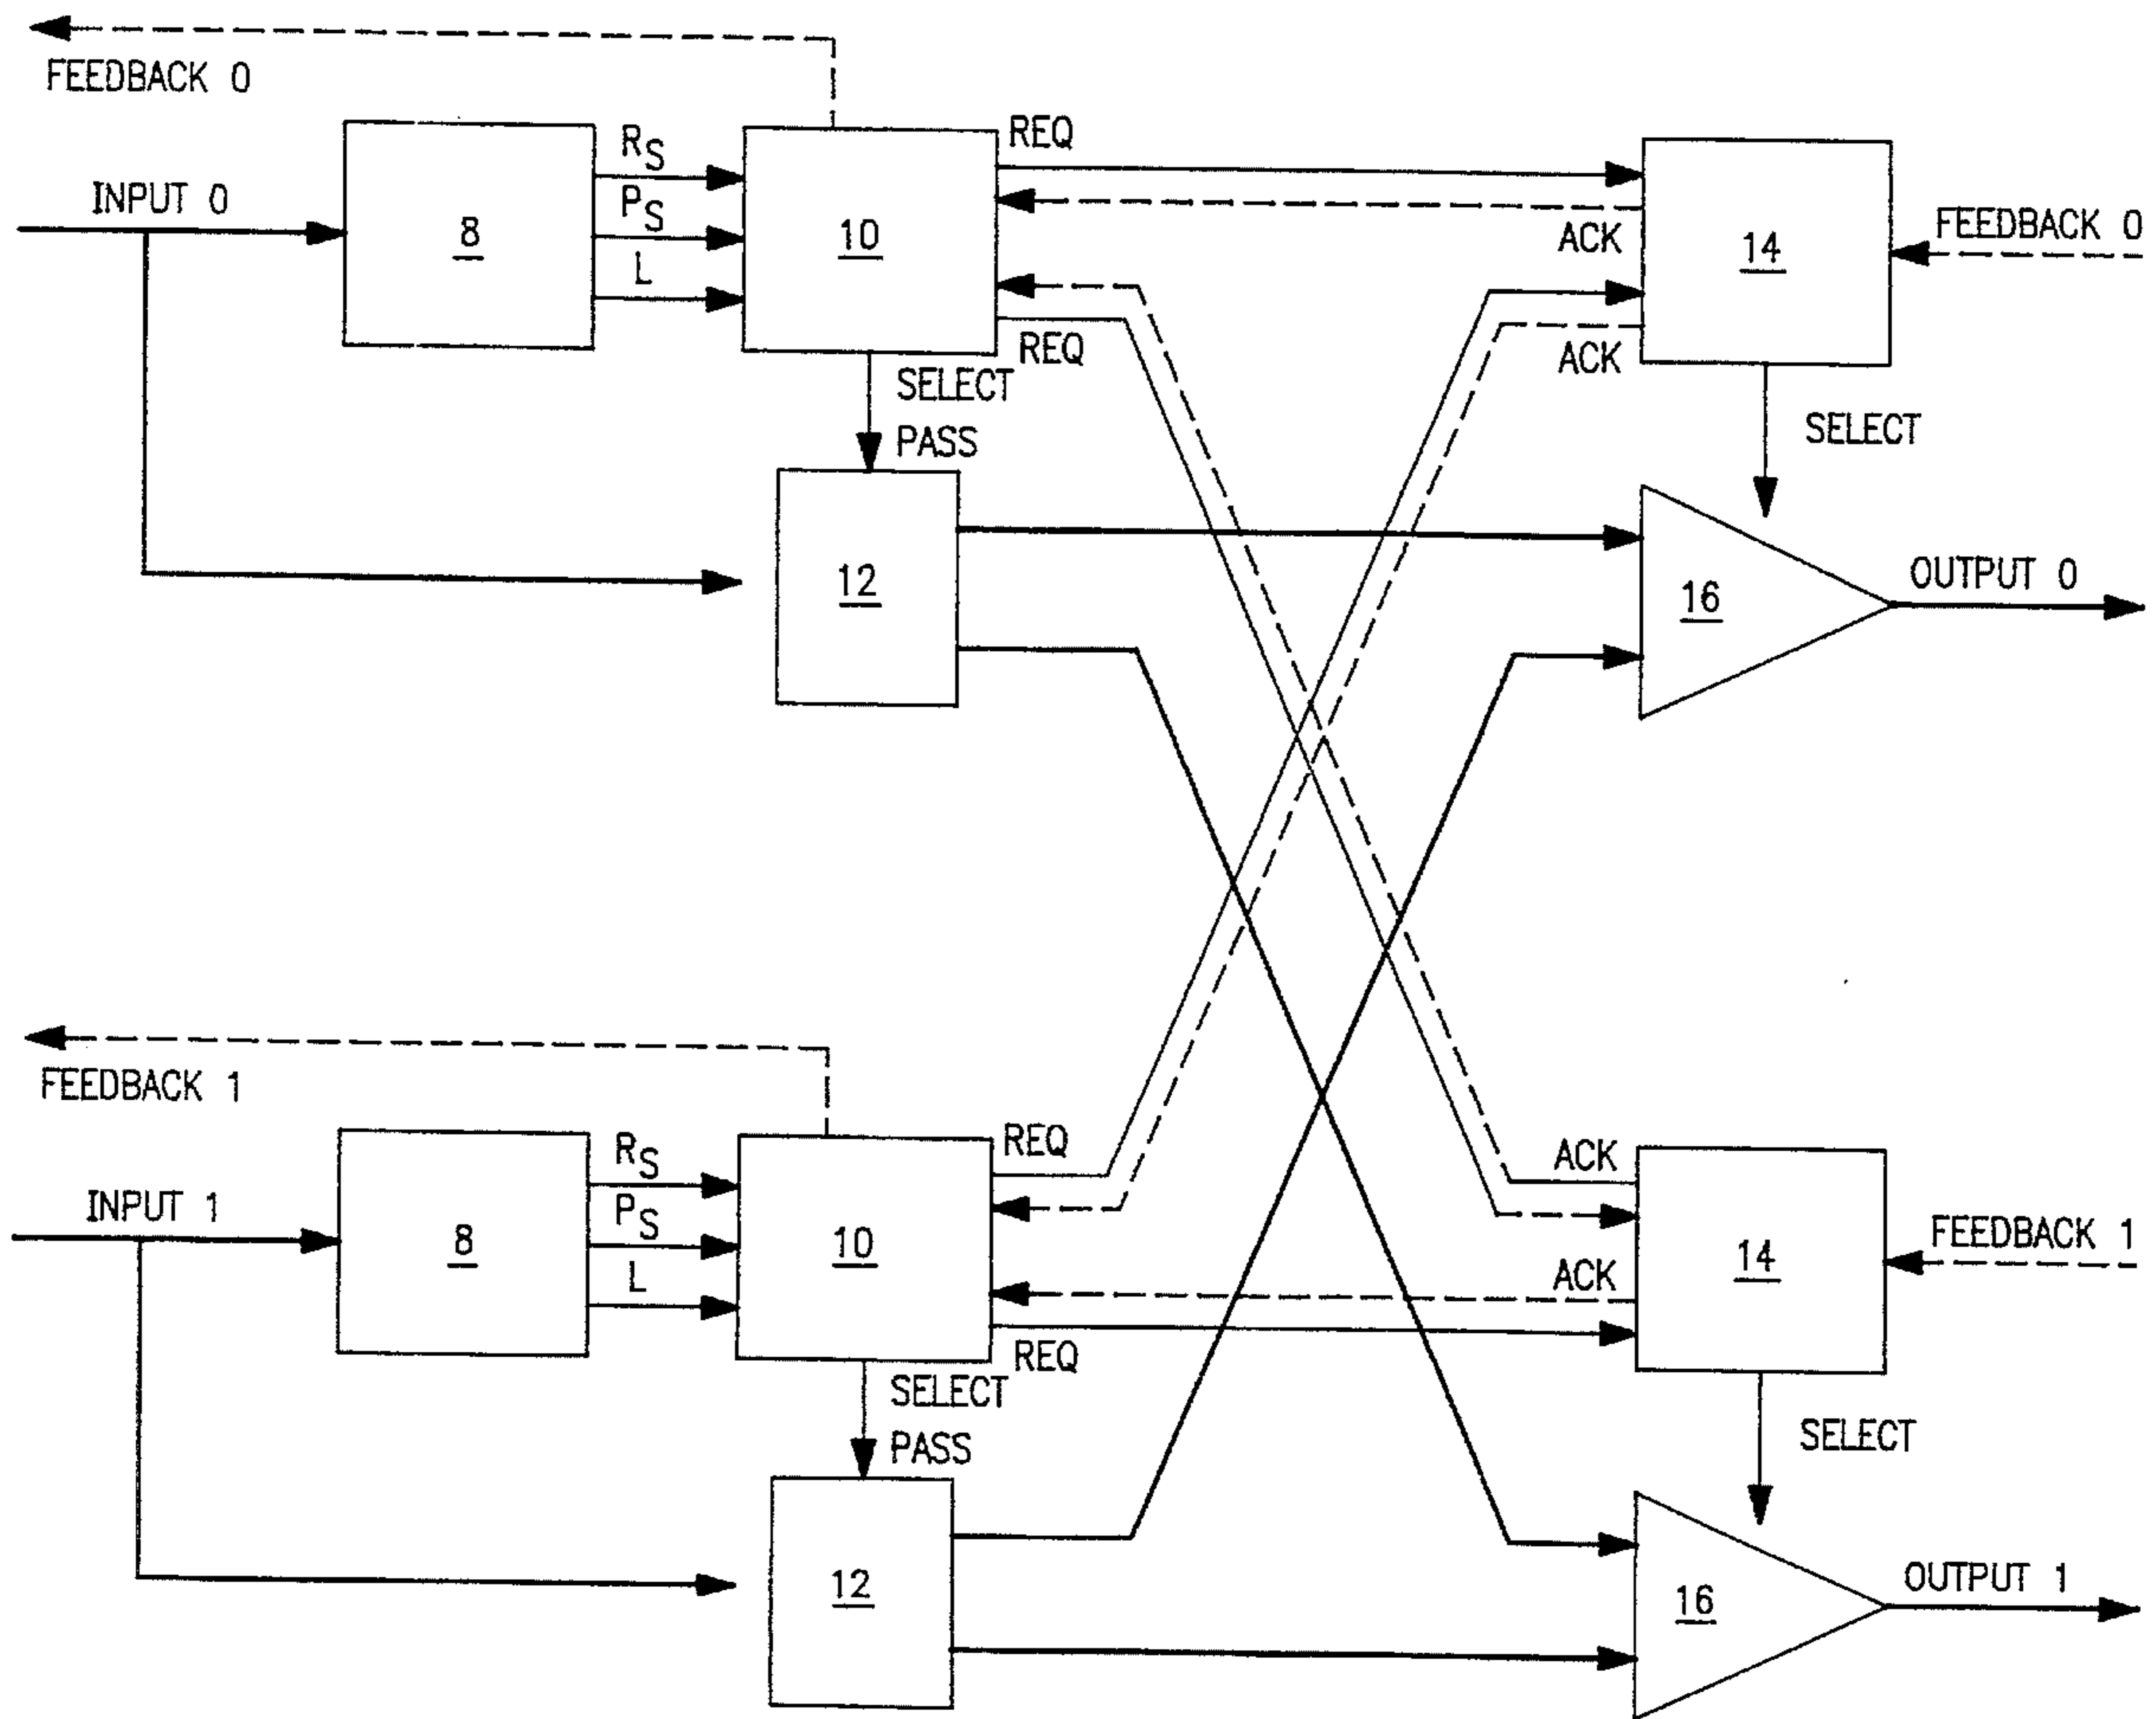 FEEDBACK 0
INPUT 0
8
RS
PS
L
10
REQ
REQ
SELECT
PASS
12
ACK
ACK
14
FEEDBACK 0
SELECT
16
OUTPUT 0
FEEDBACK 1
INPUT 1
8
RS
PS
L
10
REQ
REQ
SELECT
PASS
12
ACK
ACK
14
FEEDBACK 1
SELECT
16
OUTPUT 1